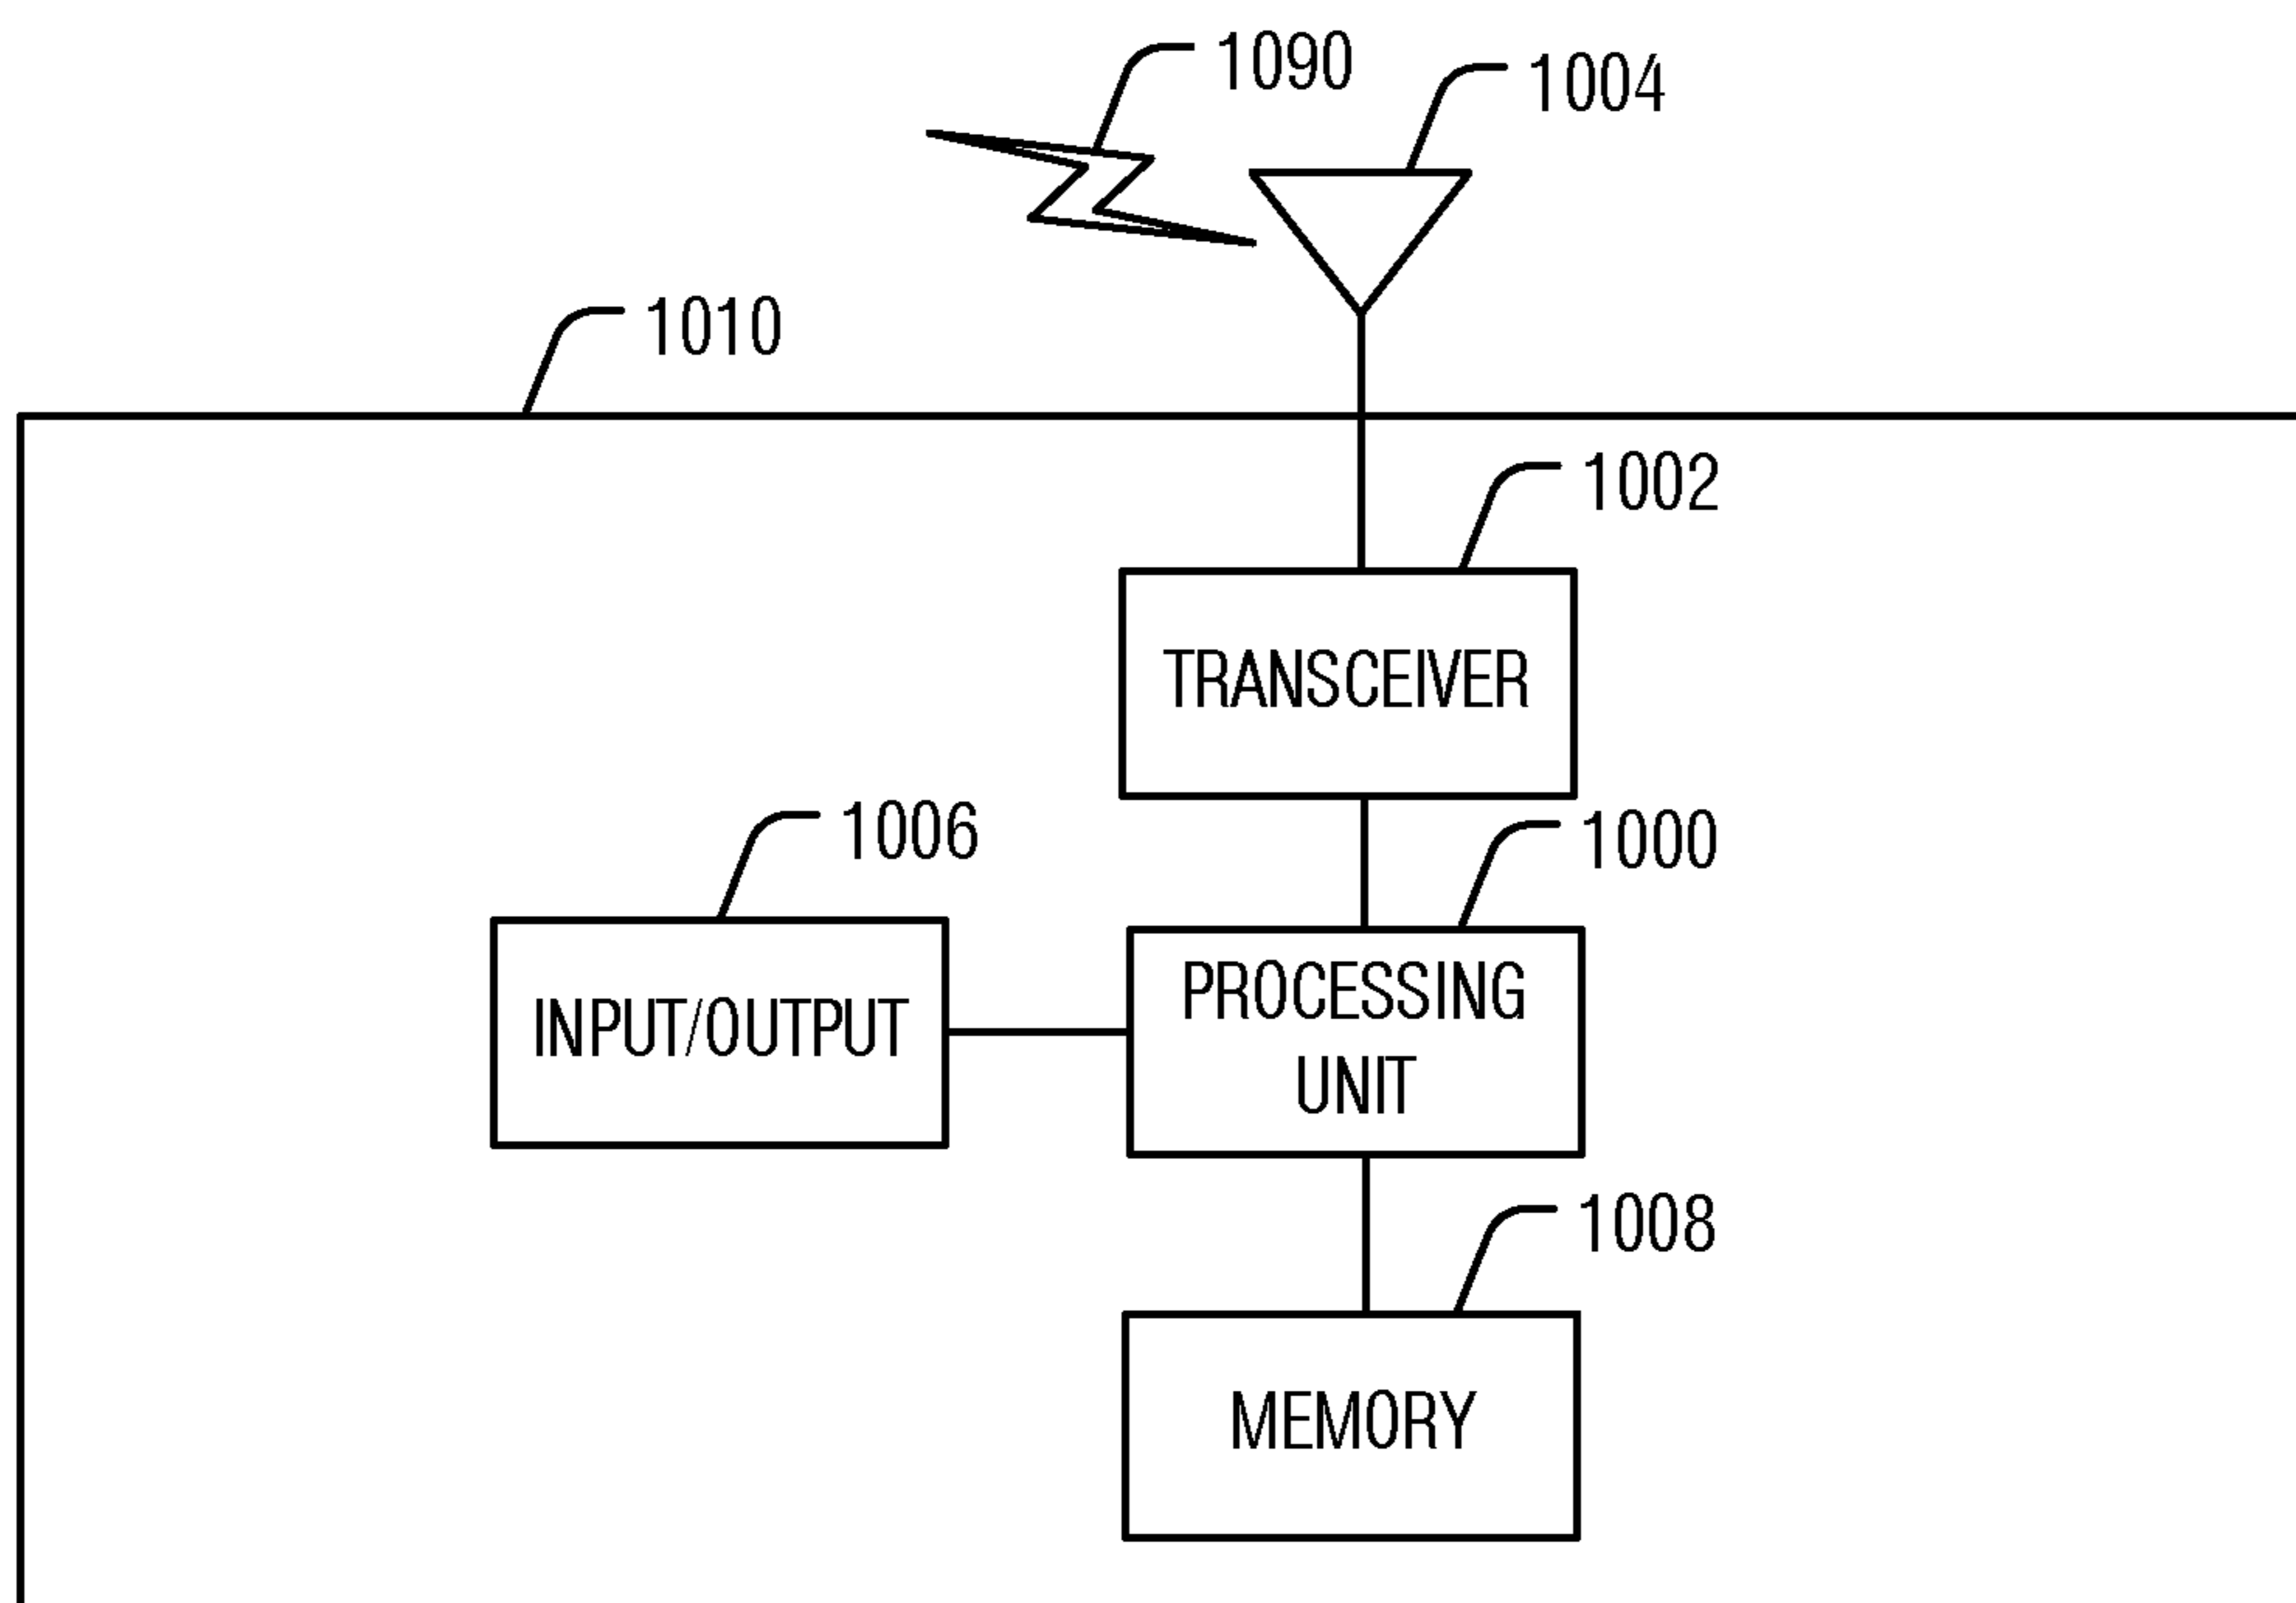 1090
1004
1010
1002
TRANSCEIVER
1006
1000
INPUT/OUTPUT
PROCESSING
UNIT
1008
MEMORY